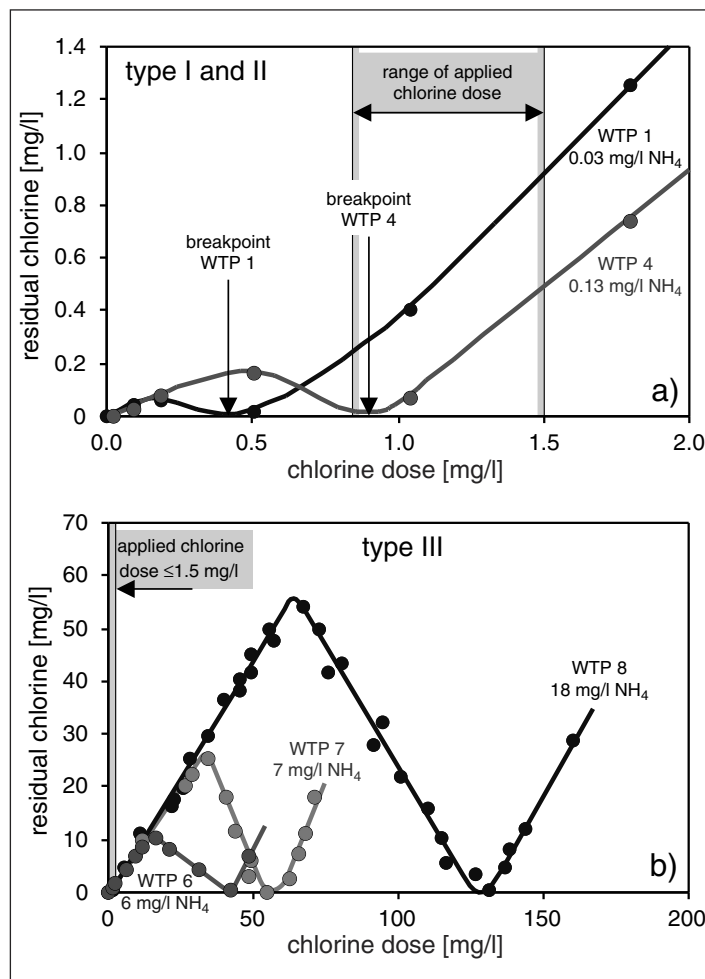 type I and II
range of applied
chlorine dose
WTP 1
0.03 mg/l NH₄
breakpoint
WTP 4
breakpoint
WTP 1
WTP 4
0.13 mg/l NH₄
a)
1.4
1.2
1.0
0.8
0.6
0.4
0.2
0
residual chlorine [mg/l]
0.0 0.5 1.0 1.5 2.0
chlorine dose [mg/l]
type III
applied chlorine
dose ≤1.5 mg/l
WTP 8
18 mg/l NH₄
WTP 7
7 mg/l NH₄
WTP 6
6 mg/l NH₄
b)
70
60
50
40
30
20
10
0
residual chlorine [mg/l]
0 50 100 150 200
chlorine dose [mg/l]